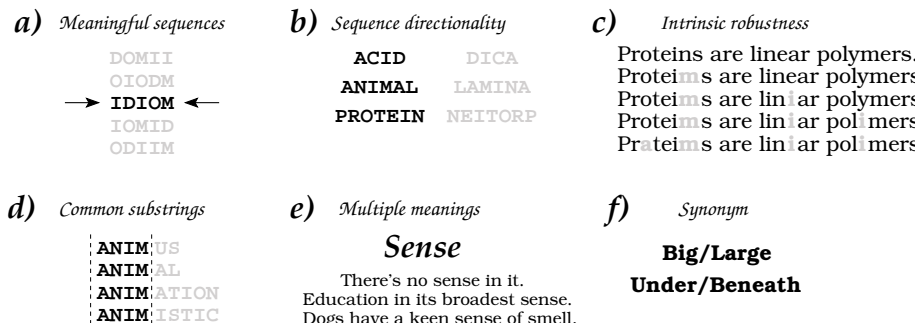 a) Meaningful sequences
DOMII
OIODM
IDIOM
IOMID
ODIIM
b) Sequence directionality
ACID DICA
ANIMAL LAMINA
PROTEIN NEITORP
c) Intrinsic robustness
Proteins are linear polymers.
Proteims are linear polymers
Proteims are liniar polymers
Proteims are liniar polimers
Prateims are liniar polimers
d) Common substrings
ANIMUS
ANIMAL
ANIMATION
ANIMISTIC
e) Multiple meanings
Sense
There's no sense in it.
Education in its broadest sense.
Dogs have a keen sense of smell.
f) Synonym
Big/Large
Under/Beneath